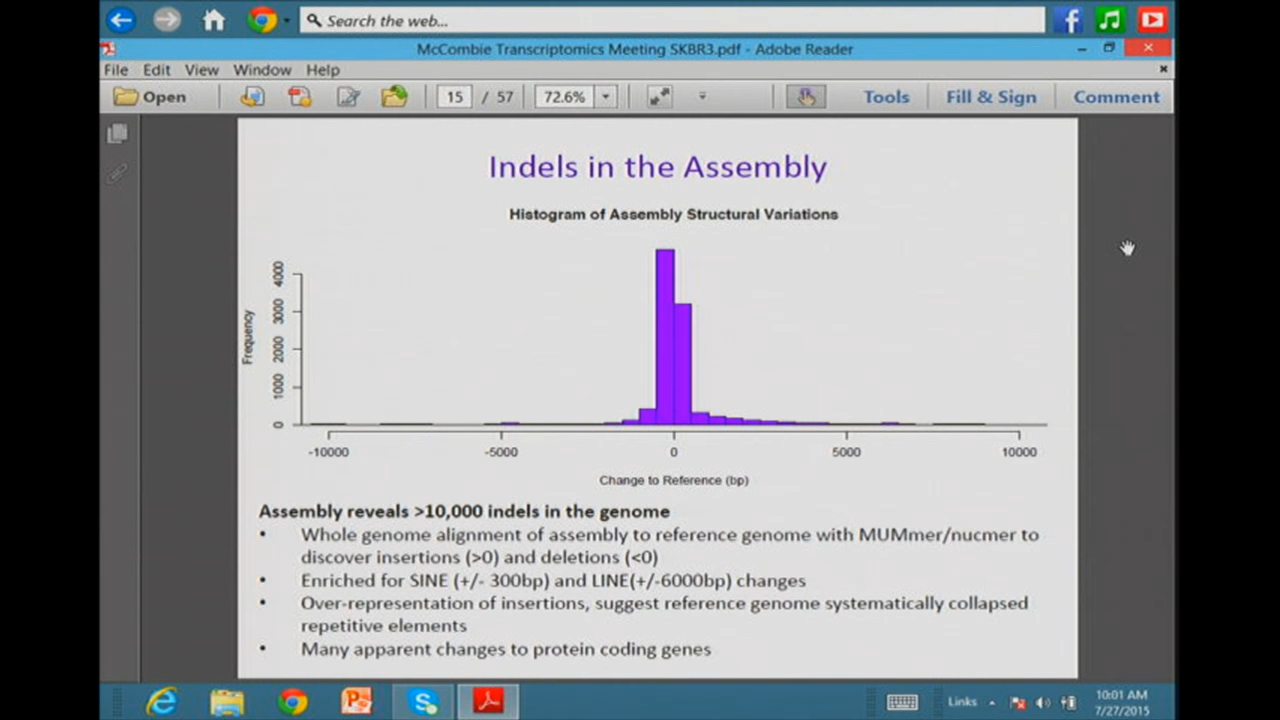 Search the web...
McCombie Transcriptomics Meeting SKBR3.pdf - Adobe Reader
File Edit View Window Help
Open 15 / 57 72.6% Tools Fill & Sign Comment
Indels in the Assembly
Histogram of Assembly Structural Variations
Frequency
4000
3000
2000
1000
0
-10000 -5000 0 5000 10000
Change to Reference (bp)
Assembly reveals >10,000 indels in the genome
• Whole genome alignment of assembly to reference genome with MUMmer/nucmer to
discover insertions (>0) and deletions (<0)
• Enriched for SINE (+/- 300bp) and LINE(+/-6000bp) changes
• Over-representation of insertions, suggest reference genome systematically collapsed
repetitive elements
• Many apparent changes to protein coding genes
Links 10:01 AM
7/27/2015